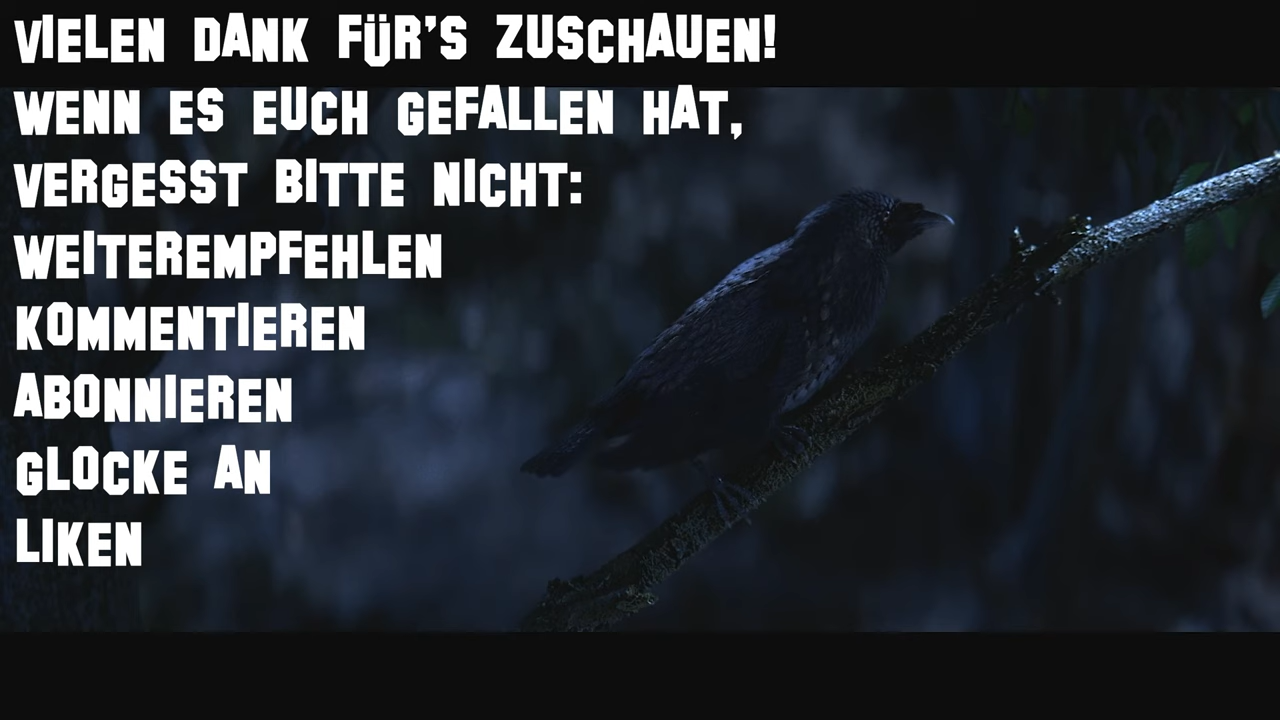 VIELEN DANK FÜR'S ZUSCHAUEN!
WENN ES EUCH GEFALLEN HAT,
VERGESST BITTE NICHT:
WEITEREMPFEHLEN
KOMMENTIEREN
ABONNIEREN
GLOCKE AN
LIKEN